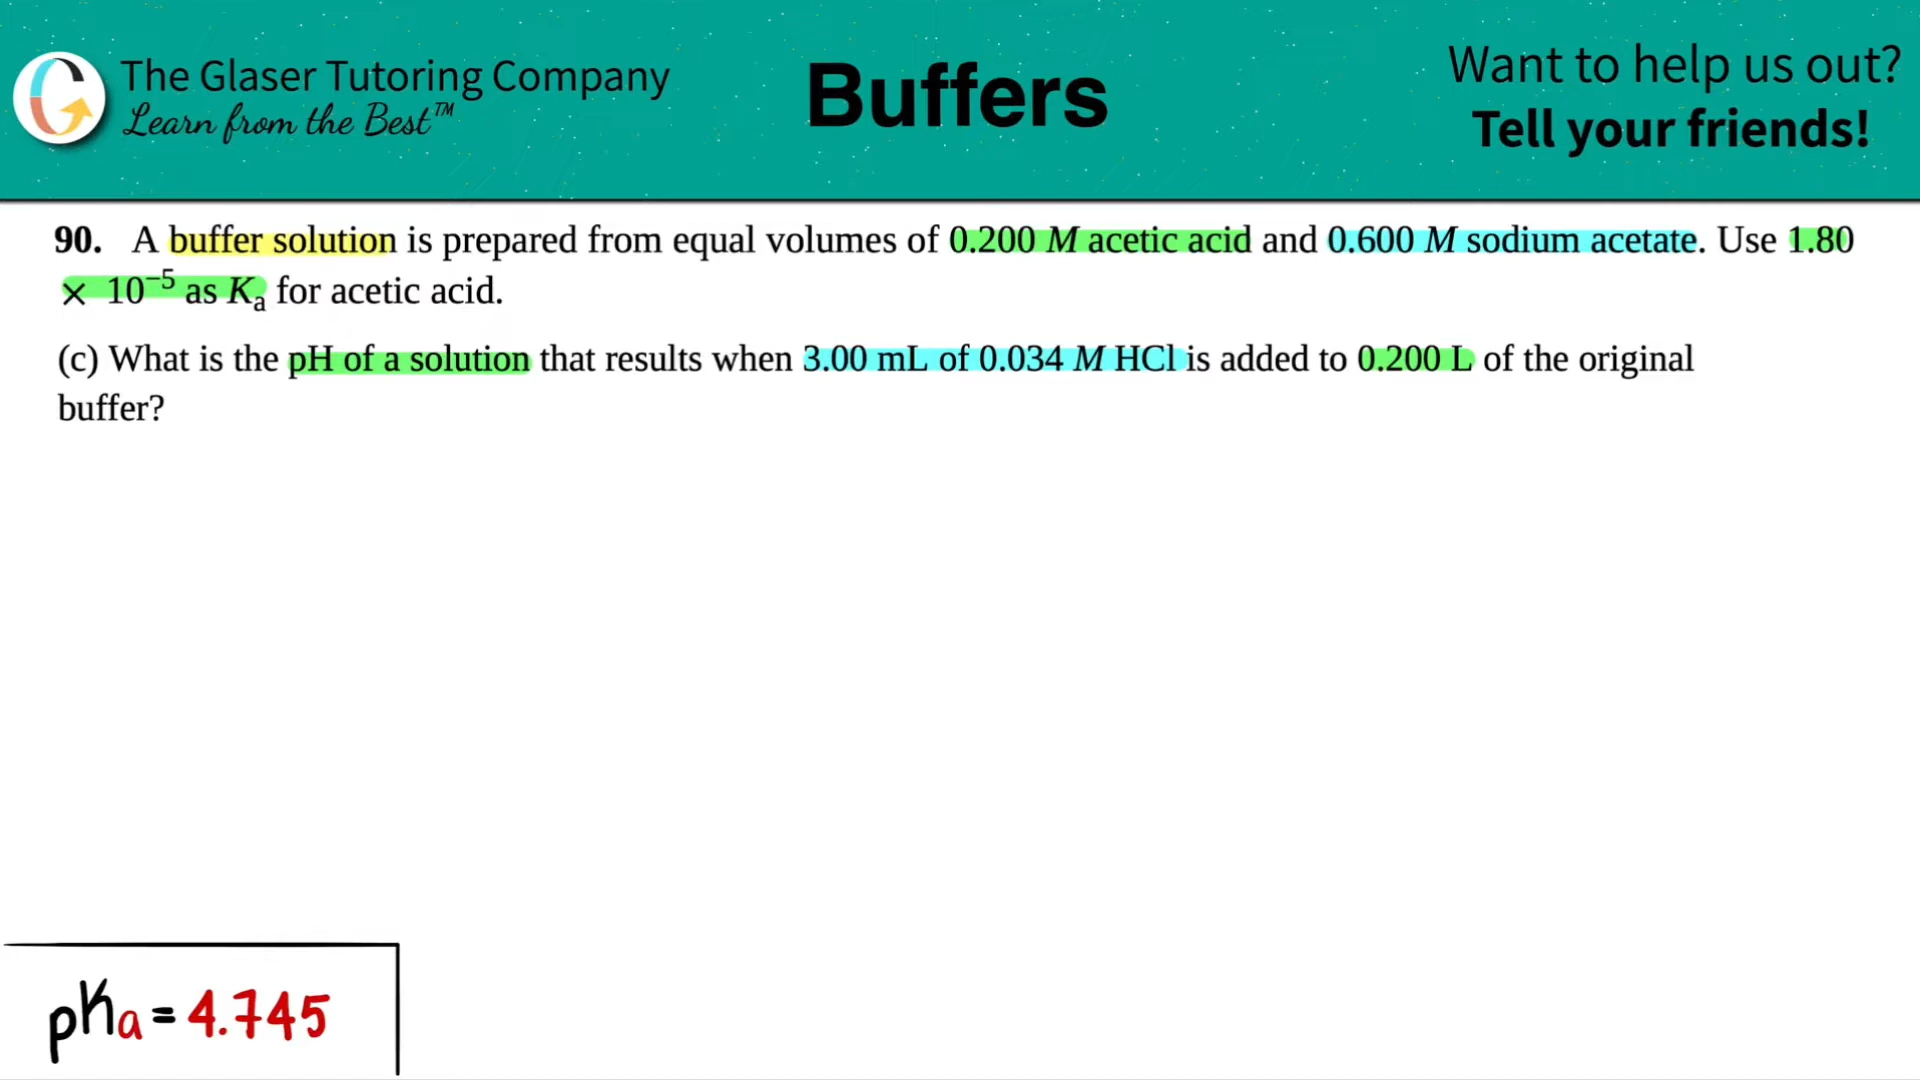 The Glaser Tutoring Company
Learn from the Best™
Buffers
Want to help us out?
Tell your friends!
90. A buffer solution is prepared from equal volumes of 0.200 M acetic acid and 0.600 M sodium acetate. Use 1.80
× 10⁻⁵ as Kₐ for acetic acid.
(c) What is the pH of a solution that results when 3.00 mL of 0.034 M HCl is added to 0.200 L of the original
buffer?
pKa = 4.745